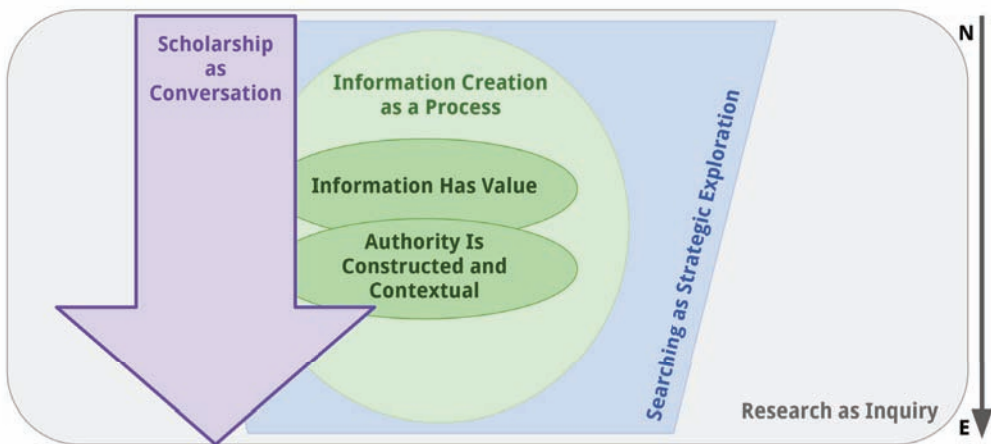 Scholarship
as
Conversation
Information Creation
as a Process
Information Has Value
Authority Is
Constructed and
Contextual
Searching as Strategic Exploration
Research as Inquiry
N
E